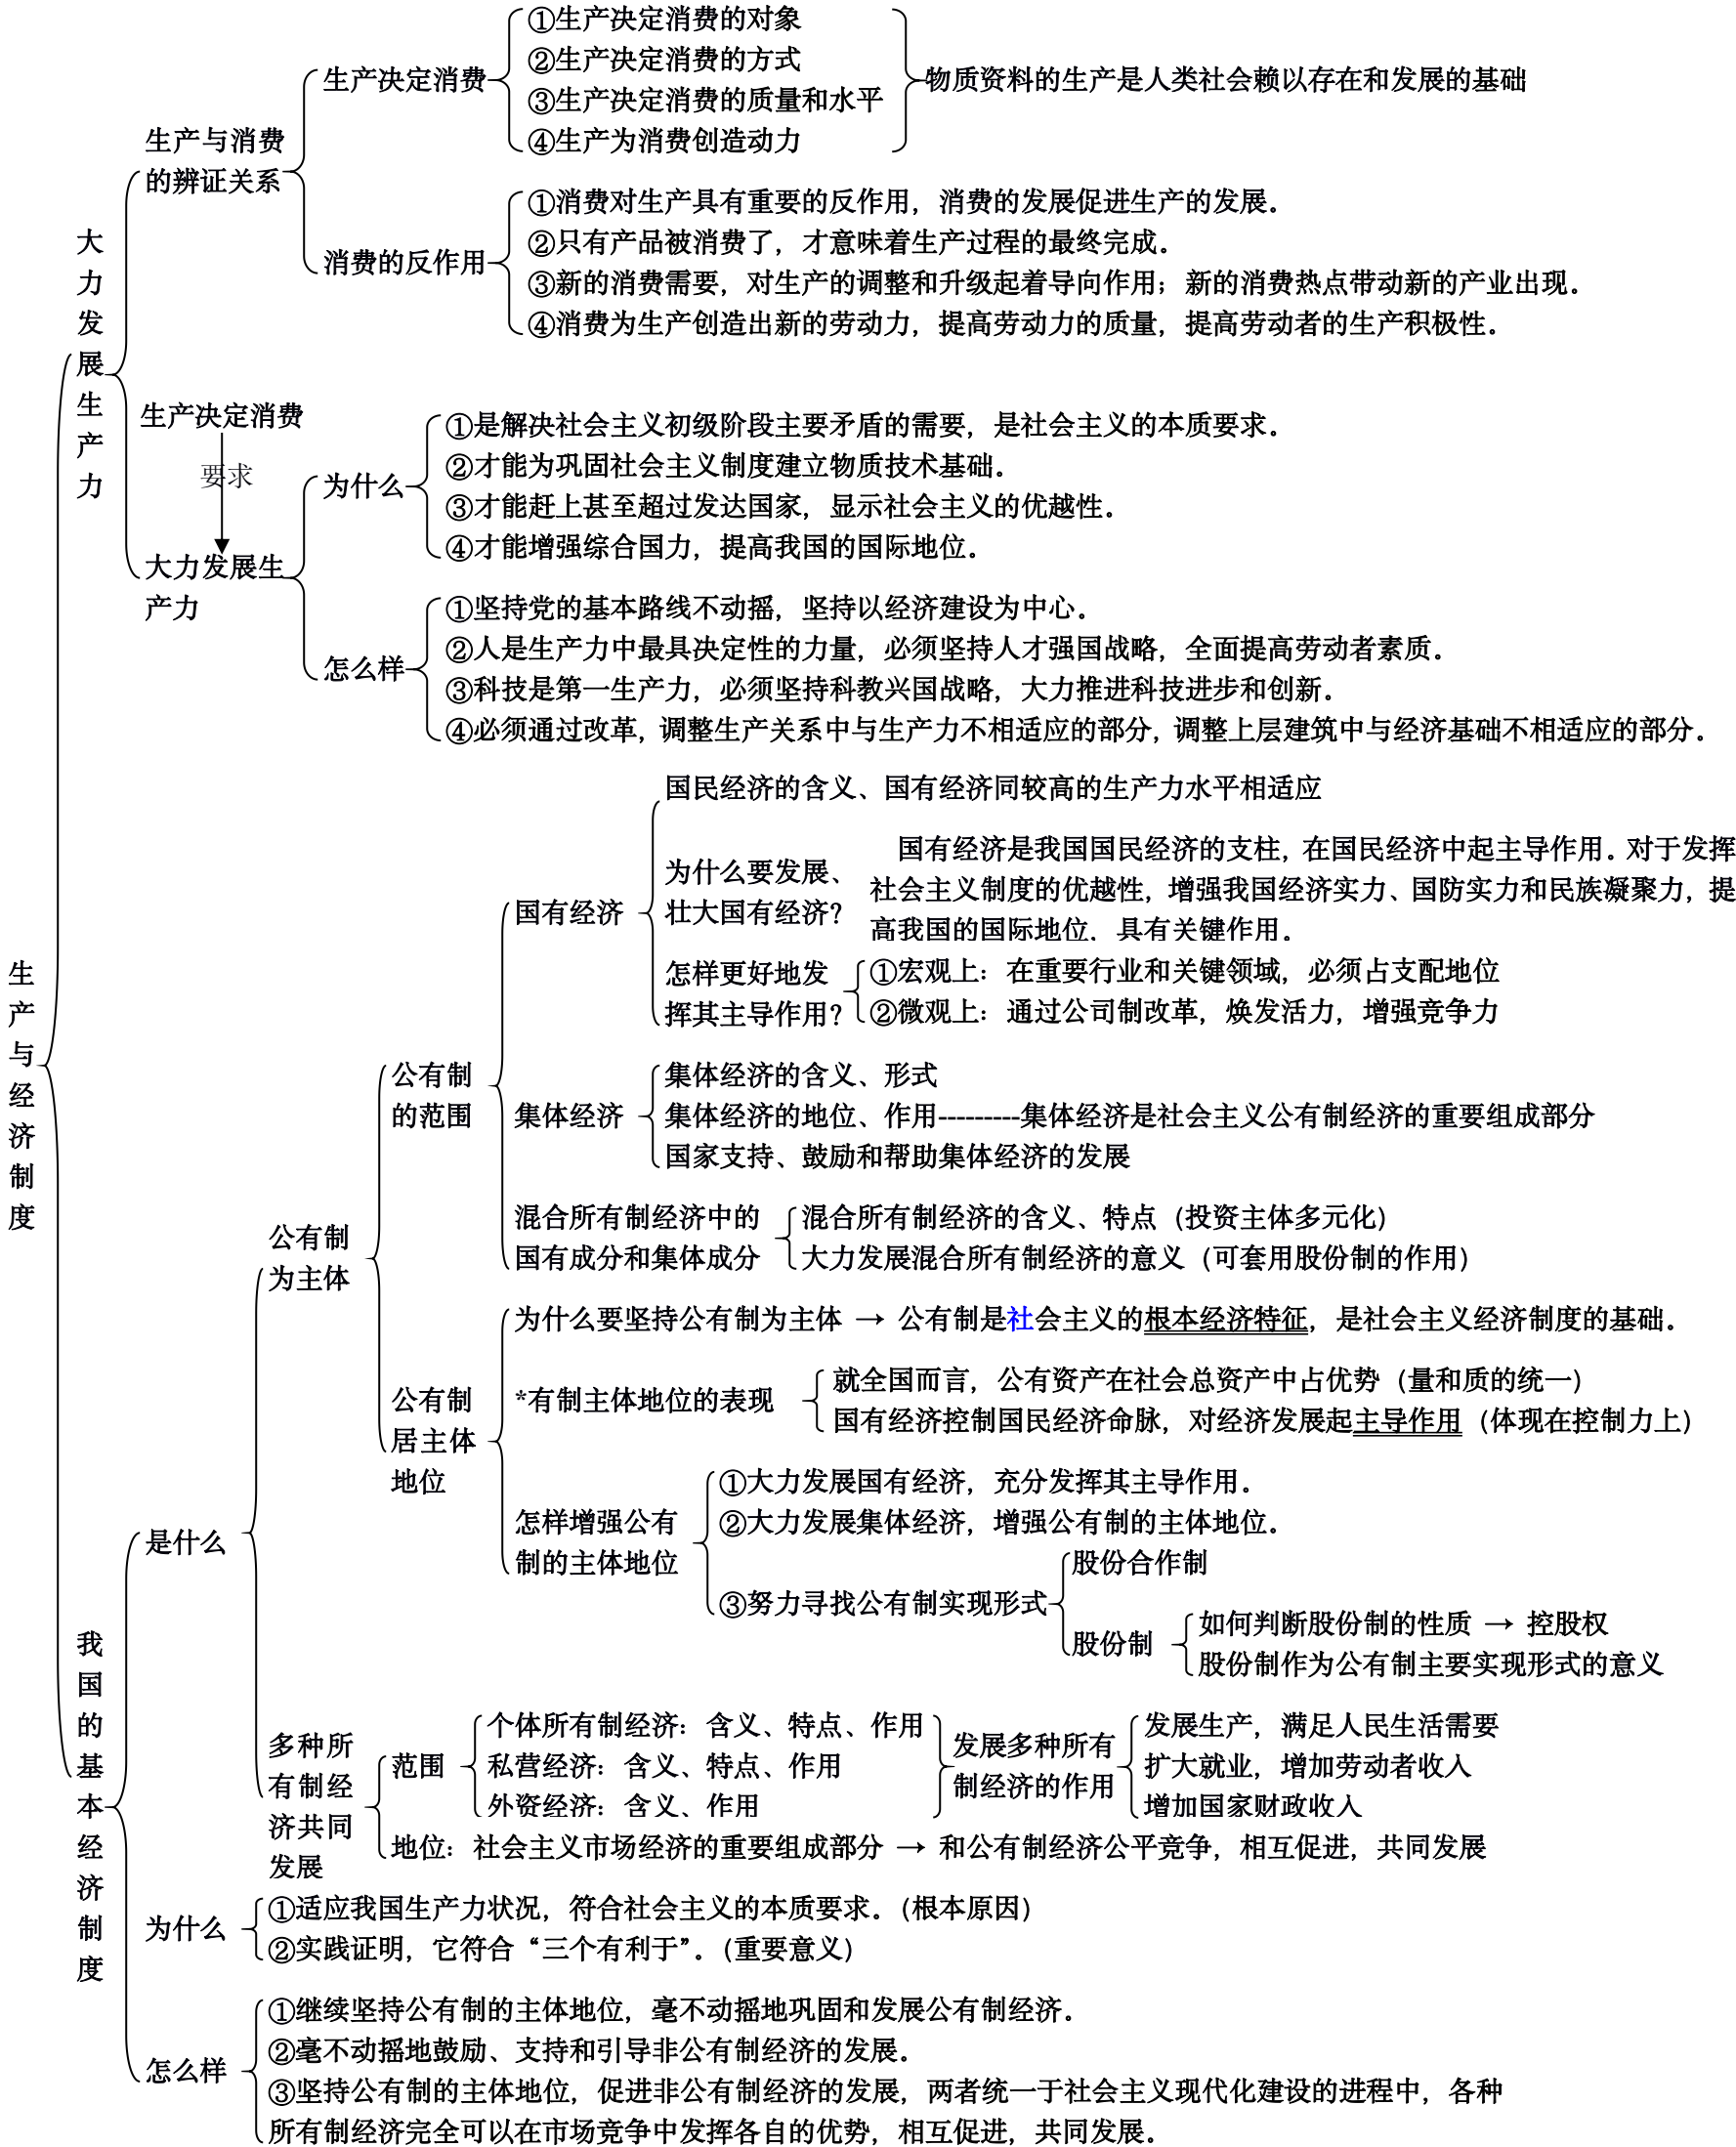 生产与经济制度
大力发展生产力
生产与消费
的辨证关系
生产决定消费
①生产决定消费的对象
②生产决定消费的方式
③生产决定消费的质量和水平
④生产为消费创造动力
物质资料的生产是人类社会赖以存在和发展的基础
消费的反作用
①消费对生产具有重要的反作用，消费的发展促进生产的发展。
②只有产品被消费了，才意味着生产过程的最终完成。
③新的消费需要，对生产的调整和升级起着导向作用；新的消费热点带动新的产业出现。
④消费为生产创造出新的劳动力，提高劳动力的质量，提高劳动者的生产积极性。
生产决定消费
要求
大力发展生
产力
为什么
①是解决社会主义初级阶段主要矛盾的需要，是社会主义的本质要求。
②才能为巩固社会主义制度建立物质技术基础。
③才能赶上甚至超过发达国家，显示社会主义的优越性。
④才能增强综合国力，提高我国的国际地位。
怎么样
①坚持党的基本路线不动摇，坚持以经济建设为中心。
②人是生产力中最具决定性的力量，必须坚持人才强国战略，全面提高劳动者素质。
③科技是第一生产力，必须坚持科教兴国战略，大力推进科技进步和创新。
④必须通过改革，调整生产关系中与生产力不相适应的部分，调整上层建筑中与经济基础不相适应的部分。
我国的基本经济制度
是什么
公有制
为主体
公有制
的范围
国有经济
国民经济的含义、国有经济同较高的生产力水平相适应
为什么要发展、
壮大国有经济？
国有经济是我国国民经济的支柱，在国民经济中起主导作用。对于发挥
社会主义制度的优越性，增强我国经济实力、国防实力和民族凝聚力，提
高我国的国际地位，具有关键作用。
怎样更好地发
挥其主导作用？
①宏观上：在重要行业和关键领域，必须占支配地位
②微观上：通过公司制改革，焕发活力，增强竞争力
集体经济
集体经济的含义、形式
集体经济的地位、作用---------集体经济是社会主义公有制经济的重要组成部分
国家支持、鼓励和帮助集体经济的发展
混合所有制经济中的
国有成分和集体成分
混合所有制经济的含义、特点（投资主体多元化）
大力发展混合所有制经济的意义（可套用股份制的作用）
公有制
居主体
地位
为什么要坚持公有制为主体 → 公有制是社会主义的根本经济特征，是社会主义经济制度的基础。
*有制主体地位的表现
就全国而言，公有资产在社会总资产中占优势（量和质的统一）
国有经济控制国民经济命脉，对经济发展起主导作用（体现在控制力上）
怎样增强公有
制的主体地位
①大力发展国有经济，充分发挥其主导作用。
②大力发展集体经济，增强公有制的主体地位。
③努力寻找公有制实现形式
股份合作制
股份制
如何判断股份制的性质 → 控股权
股份制作为公有制主要实现形式的意义
多种所
有制经
济共同
发展
范围
个体所有制经济：含义、特点、作用
私营经济：含义、特点、作用
外资经济：含义、作用
发展多种所有
制经济的作用
发展生产，满足人民生活需要
扩大就业，增加劳动者收入
增加国家财政收入
地位：社会主义市场经济的重要组成部分 → 和公有制经济公平竞争，相互促进，共同发展
为什么
①适应我国生产力状况，符合社会主义的本质要求。（根本原因）
②实践证明，它符合“三个有利于”。（重要意义）
怎么样
①继续坚持公有制的主体地位，毫不动摇地巩固和发展公有制经济。
②毫不动摇地鼓励、支持和引导非公有制经济的发展。
③坚持公有制的主体地位，促进非公有制经济的发展，两者统一于社会主义现代化建设的进程中，各种
所有制经济完全可以在市场竞争中发挥各自的优势，相互促进，共同发展。